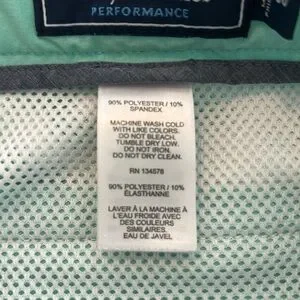 PERFORMANCE
90% POLYESTER / 10%
SPANDEX
MACHINE WASH COLD
WITH LIKE COLORS.
DO NOT BLEACH.
TUMBLE DRY LOW.
DO NOT IRON.
DO NOT DRY CLEAN.
RN 134678
90% POLYESTER / 10%
ÉLASTHANNE
LAVER À LA MACHINE À
L'EAU FROIDE AVEC
DES COULEURS
SIMILAIRES.
EAU DE JAVEL